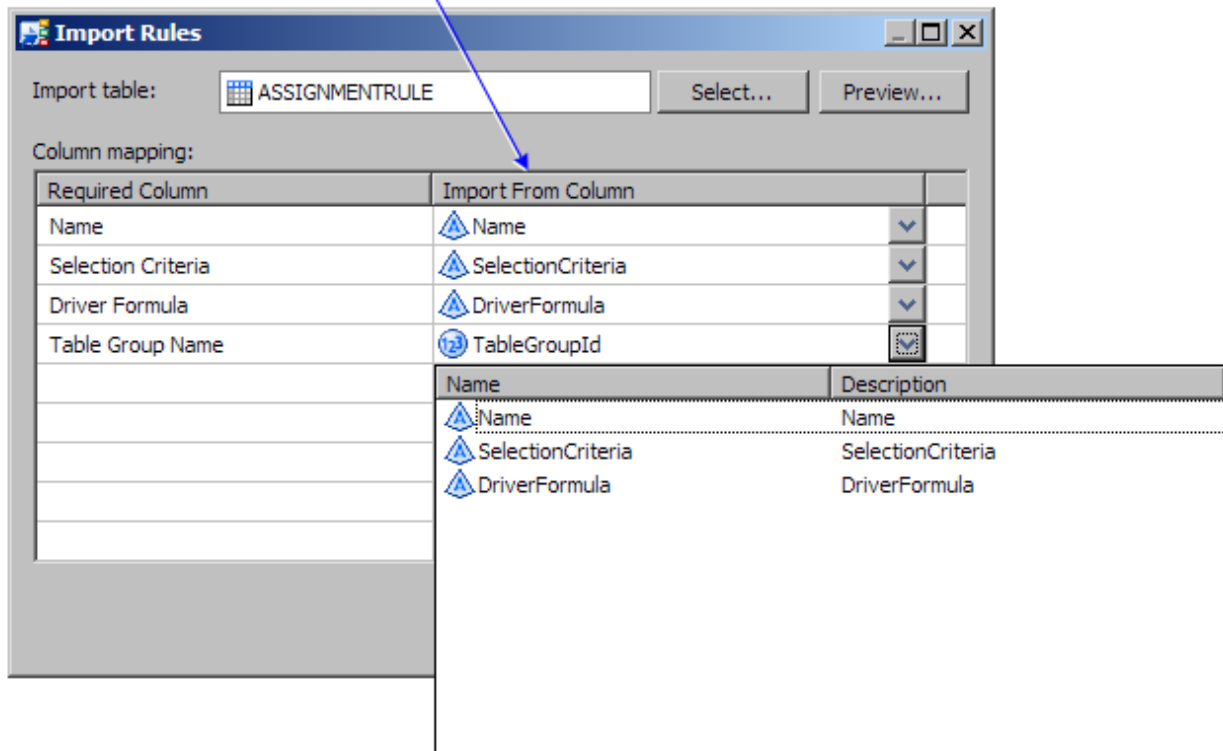 Import Rules
Import table: ASSIGNMENTRULE Select... Preview...
Column mapping:
Required Column Import From Column
Name Name
Selection Criteria SelectionCriteria
Driver Formula DriverFormula
Table Group Name 123 TableGroupId
Name Description
Name Name
SelectionCriteria SelectionCriteria
DriverFormula DriverFormula